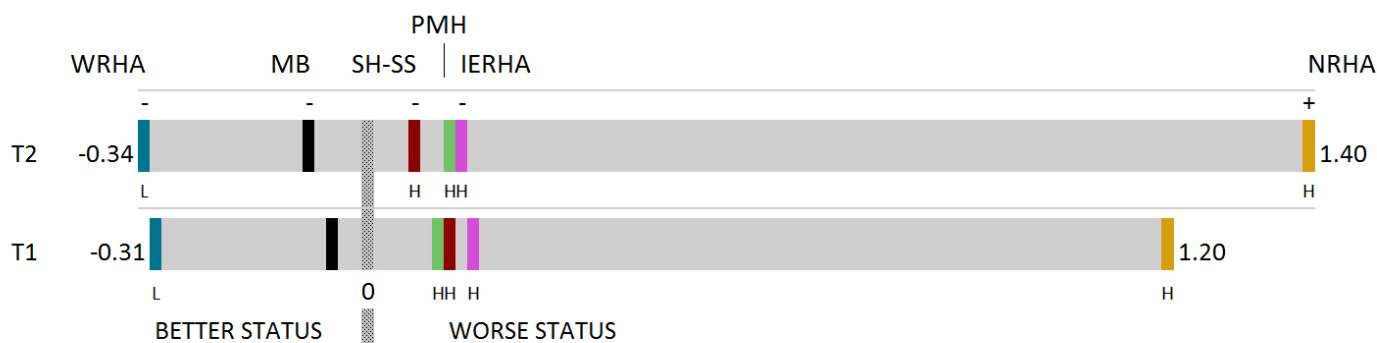 PMH
WRHA MB SH-SS IERHA NRHA
- - - - +
T2 -0.34 1.40
L H HH H
T1 -0.31 1.20
L 0 HH H H
BETTER STATUS WORSE STATUS